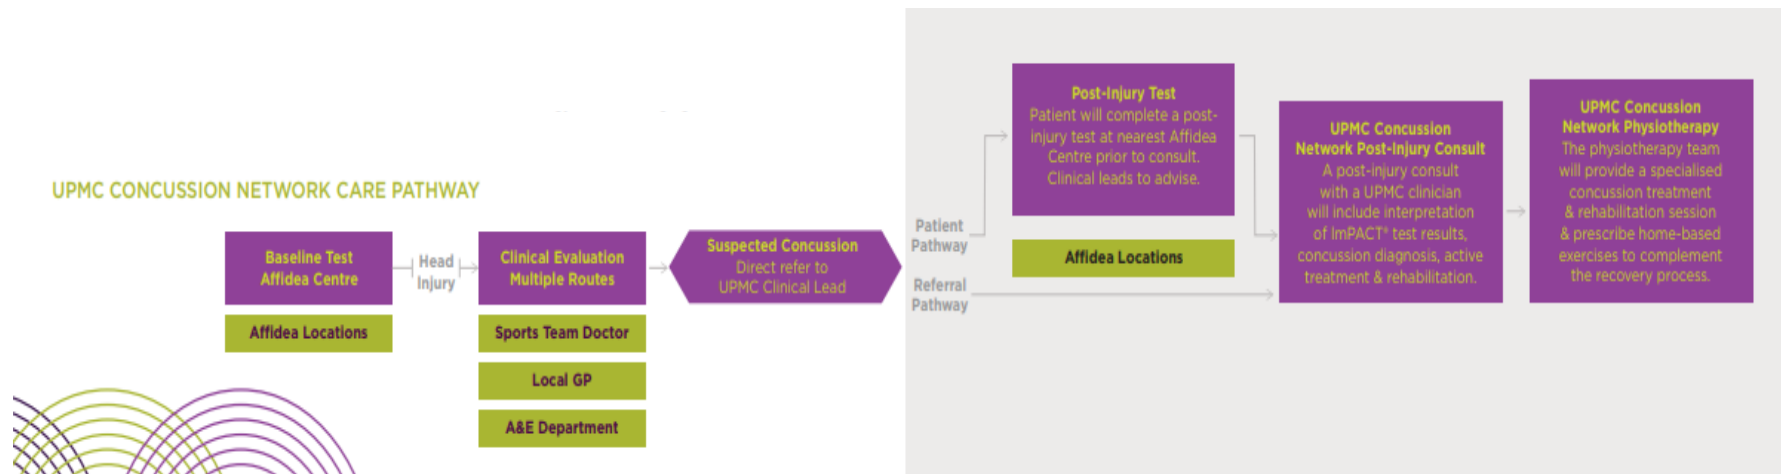 UPMC CONCUSSION NETWORK CARE PATHWAY
Baseline Test
Affidea Centre
Affidea Locations
Head
Injury
Clinical Evaluation
Multiple Routes
Sports Team Doctor
Local GP
A&E Department
Suspected Concussion
Direct refer to
UPMC Clinical Lead
Patient
Pathway
Referral
Pathway
Post-Injury Test
Patient will complete a post-
injury test at nearest Affidea
Centre prior to consult.
Clinical leads to advise.
Affidea Locations
UPMC Concussion
Network Post-Injury Consult
A post-injury consult
with a UPMC clinician
will include interpretation
of ImPACT® test results,
concussion diagnosis, active
treatment & rehabilitation.
UPMC Concussion
Network Physiotherapy
The physiotherapy team
will provide a specialised
concussion treatment
& rehabilitation session
& prescribe home-based
exercises to complement
the recovery process.